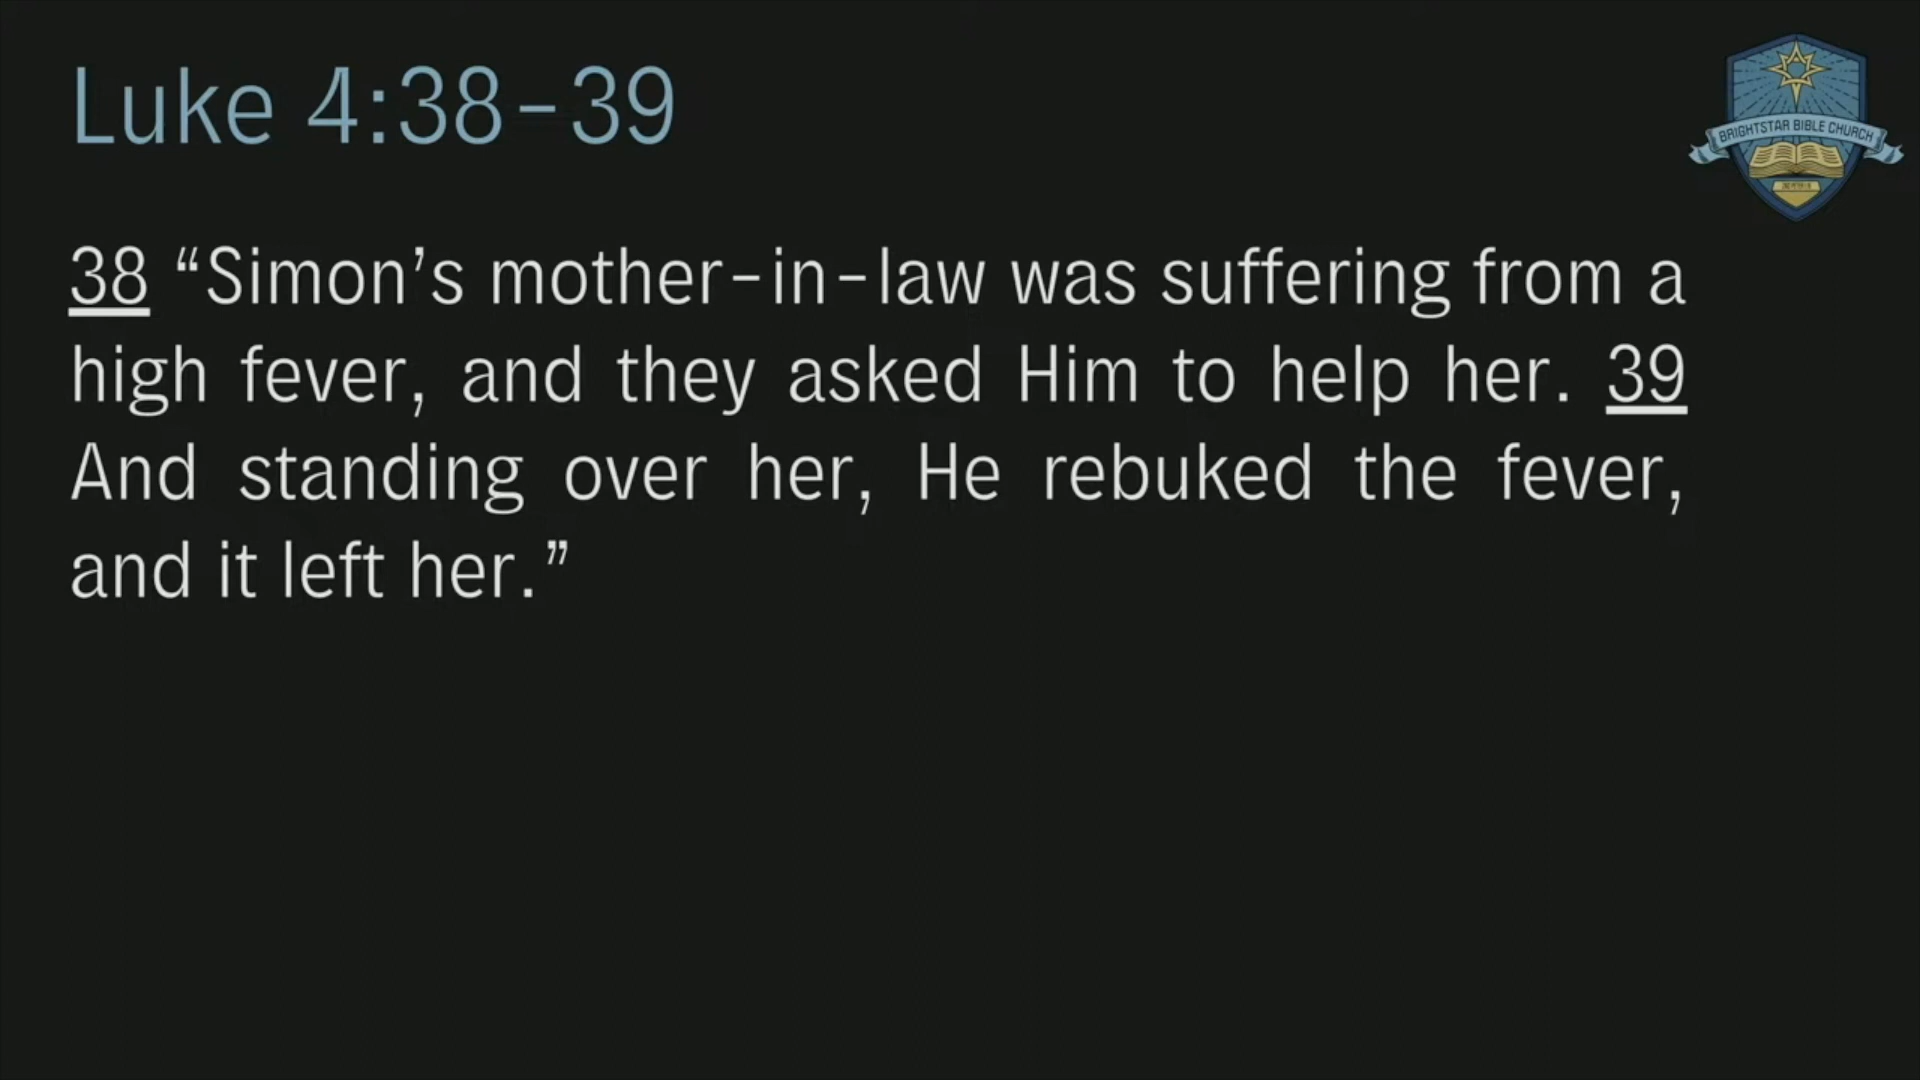 Luke 4:38-39
BRIGHTSTAR BIBLE CHURCH
38 “Simon’s mother-in-law was suffering from a
high fever, and they asked Him to help her. 39
And standing over her, He rebuked the fever,
and it left her.”